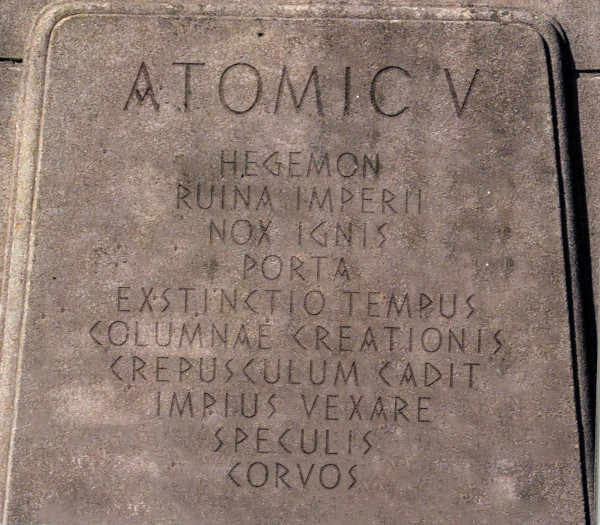 ATOMIC V
HEGEMON
RUINA IMPERII
NOX IGNIS
PORTA
EXSTINCTIO TEMPUS
COLUMNAE CREATIONIS
CREPUSCULUM CADIT
IMPIUS VEXARE
SPECULIS
CORVOS